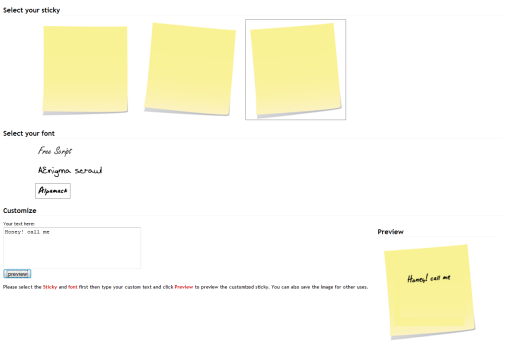 Select your sticky
Select your font
Free Script
AEnigma scrawl
Alpemack
Customize
Your text here:
Honey! call me
preview
Please select the Sticky and font first then type your custom text and click Preview to preview the customized sticky. You can also save the image for other uses.
Preview
Honey! call me